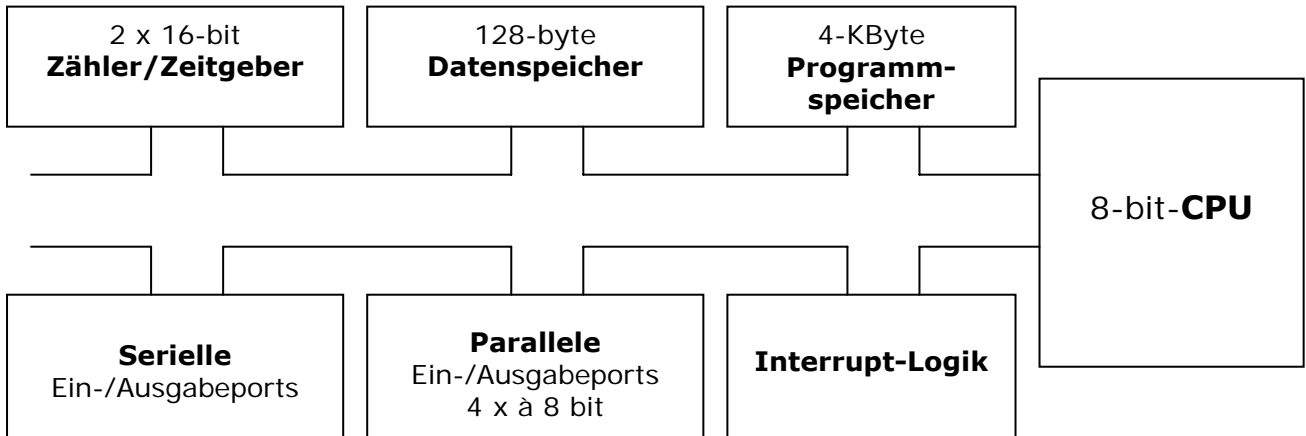 2 x 16-bit
Zähler/Zeitgeber
128-byte
Datenspeicher
4-KByte
Programm-
speicher
8-bit-CPU
Serielle
Ein-/Ausgabeports
Parallele
Ein-/Ausgabeports
4 x à 8 bit
Interrupt-Logik